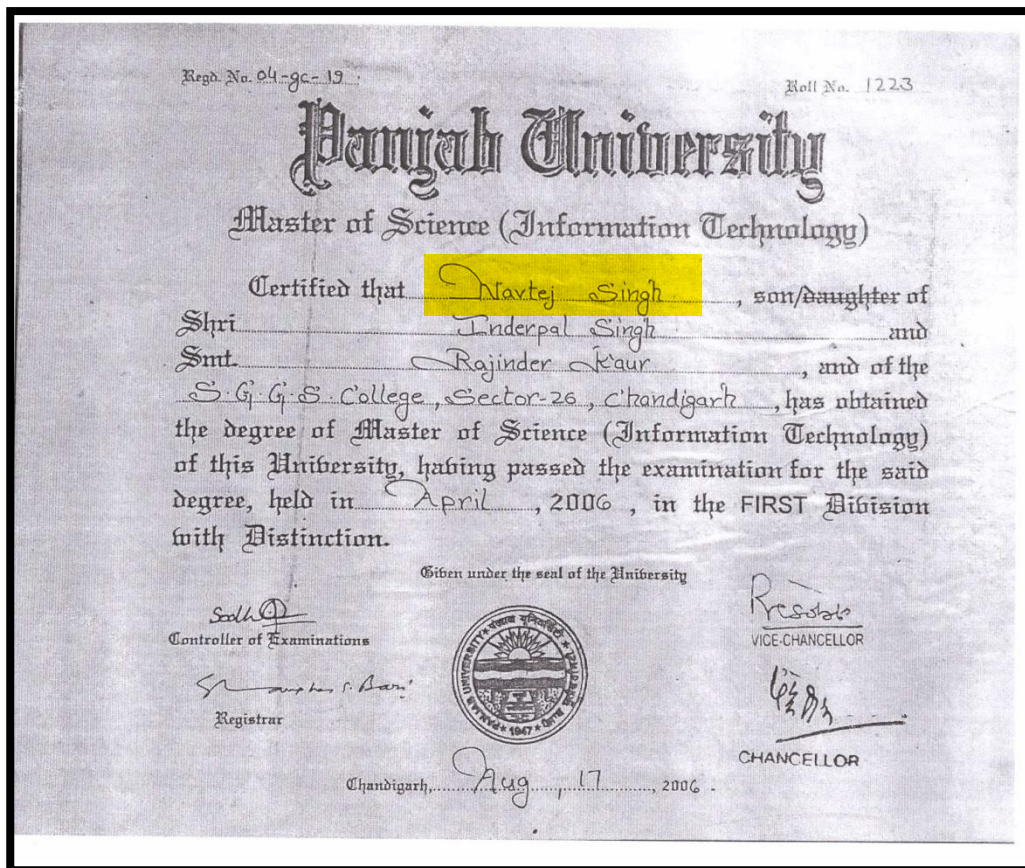 Regd. No. 04-gc-19
Roll No. 1223
Panjab University
Master of Science (Information Technology)
Certified that Navtej Singh, son/daughter of
Shri Inderpal Singh and
Smt. Rajinder Kaur, and of the
S.G.G.S. College, Sector-26, Chandigarh, has obtained
the degree of Master of Science (Information Technology)
of this University, having passed the examination for the said
degree, held in April, 2006, in the FIRST Division
with Distinction.
Given under the seal of the University
Controller of Examinations
VICE-CHANCELLOR
Registrar
CHANCELLOR
PANJAB UNIVERSITY
1947
Chandigarh, Aug, 17, 2006.